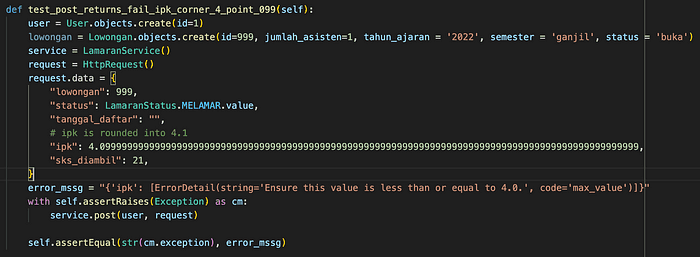 def test_post_returns_fail_ipk_corner_4_point_099(self):
user = User.objects.create(id=1)
lowongan = Lowongan.objects.create(id=999, jumlah_asisten=1, tahun_ajaran = '2022', semester = 'ganjil', status = 'buka')
service = LamaranService()
request = HttpRequest()
request.data = {
"lowongan": 999,
"status": LamaranStatus.MELAMAR.value,
"tanggal_daftar": "",
# ipk is rounded into 4.1
"ipk": 4.09999999999999999999999999999999999999999999999999999999999999999999999999999999999999999999999999,
"sks_diambil": 21,
}
error_mssg = "{'ipk': [ErrorDetail(string='Ensure this value is less than or equal to 4.0.', code='max_value')]}"
with self.assertRaises(Exception) as cm:
service.post(user, request)
self.assertEqual(str(cm.exception), error_mssg)